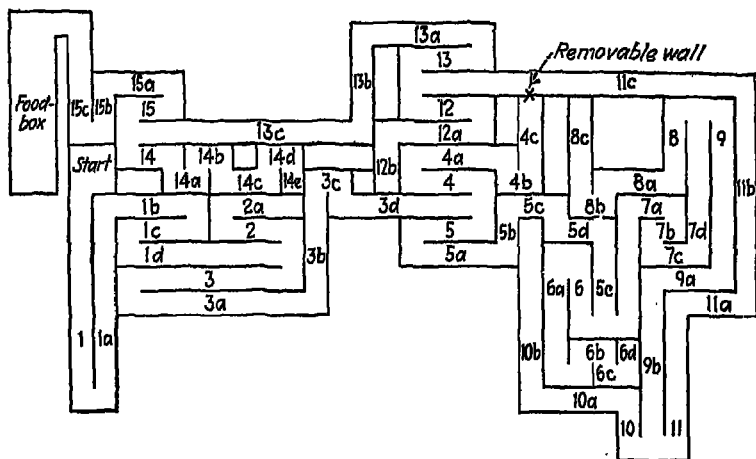 13a
13
Removable wall
11c
15a
13b
Food-
box
15c
15b
15
12
13c
12a
4c
8c
8
9
Start
14
14b
14d
4a
12b
11b
14a
14c
14e
3c
4
4b
8a
1b
2a
3d
5c
8b
7a
1c
2
5
5b
5d
7b
7d
1d
3b
5a
7c
3
6a
6
5e
9a
3a
11a
1
1a
10b
6b
6d
9b
6c
10a
10
11